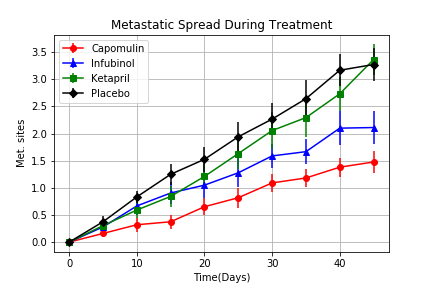 Metastatic Spread During Treatment
Capomulin
Infubinol
Ketapril
Placebo
3.5
3.0
2.5
2.0
1.5
1.0
0.5
0.0
Met. sites
0 10 20 30 40
Time(Days)